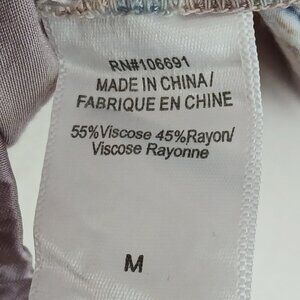 RN#106691
MADE IN CHINA/
FABRIQUE EN CHINE
55%Viscose 45%Rayon/
Viscose Rayonne
M